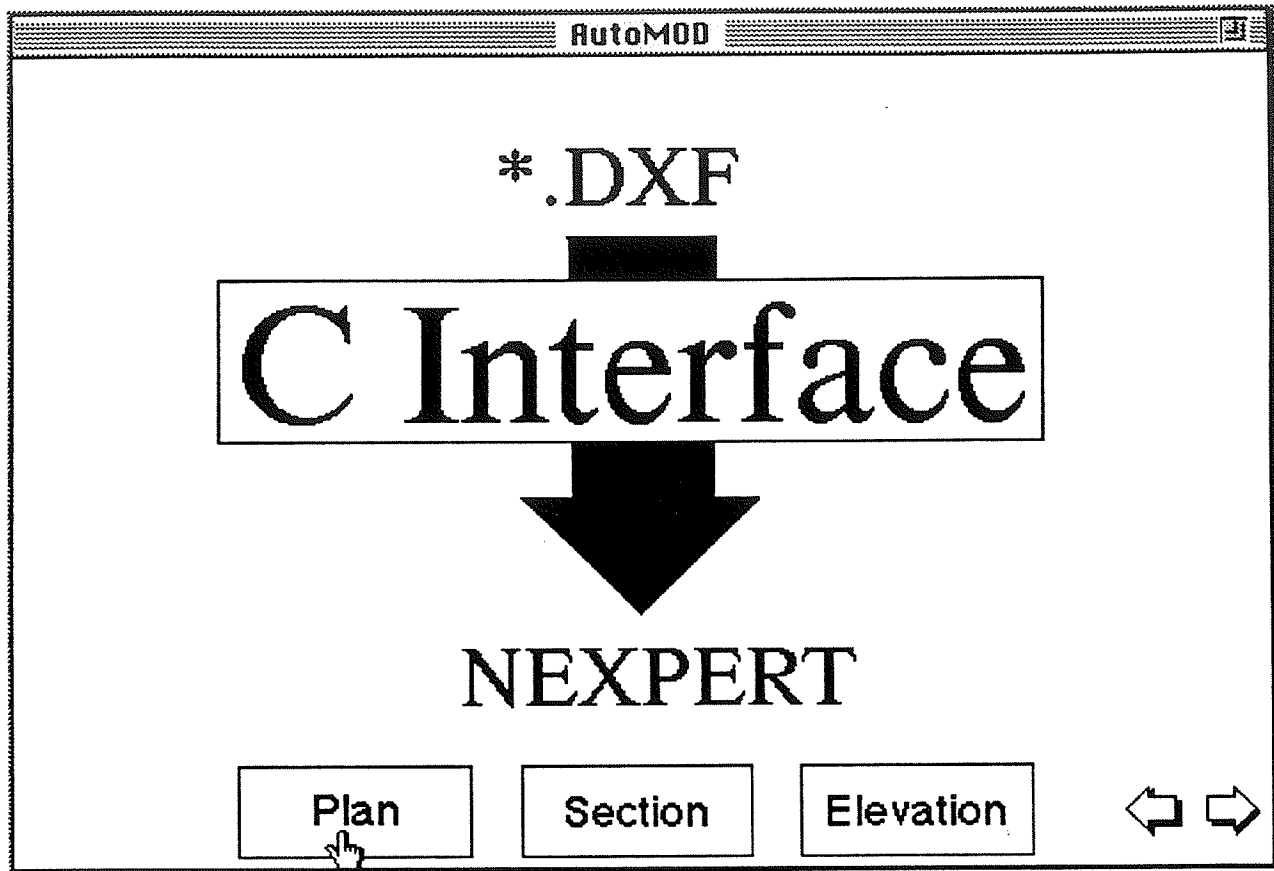 AutoMOD
*.DXF
C Interface
NEXPERT
Plan Section Elevation